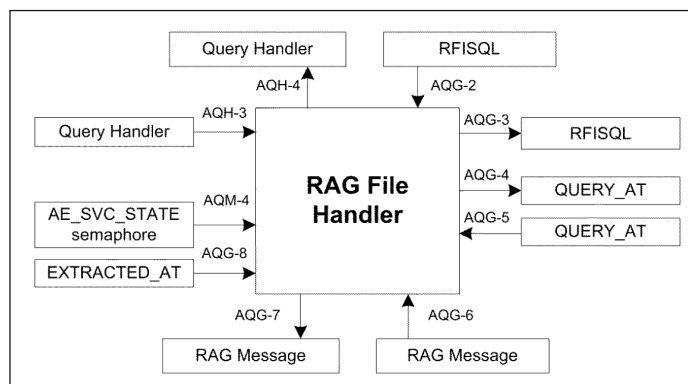 Query Handler
RFISQL
AQH-4
AQG-2
AQH-3
AQG-3
Query Handler
RFISQL
RAG File
Handler
AQG-4
QUERY_AT
AQM-4
AE_SVC_STATE
semaphore
AQG-5
QUERY_AT
AQG-8
EXTRACTED_AT
AQG-7
AQG-6
RAG Message
RAG Message